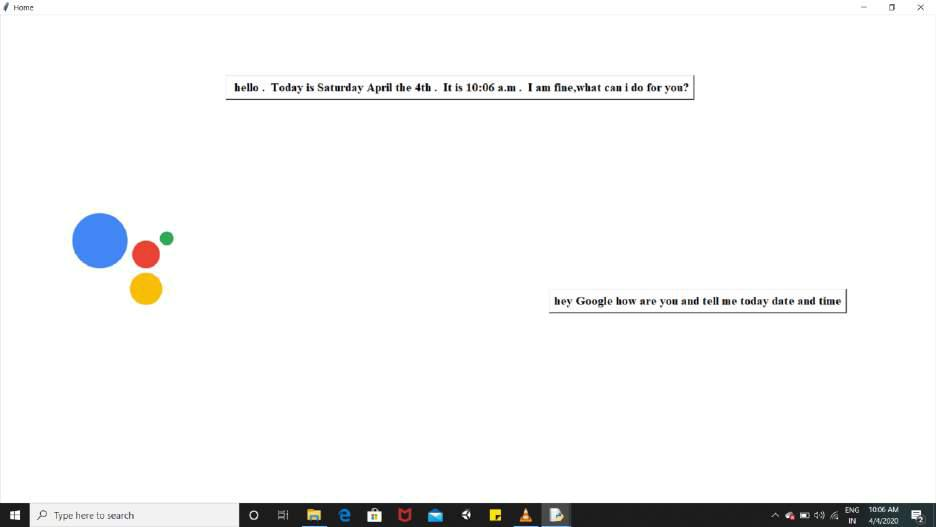 Home
hello .  Today is Saturday April the 4th .  It is 10:06 a.m .  I am fine,what can i do for you?
hey Google how are you and tell me today date and time
Type here to search
ENG
IN
10:06 AM
4/4/2020
2